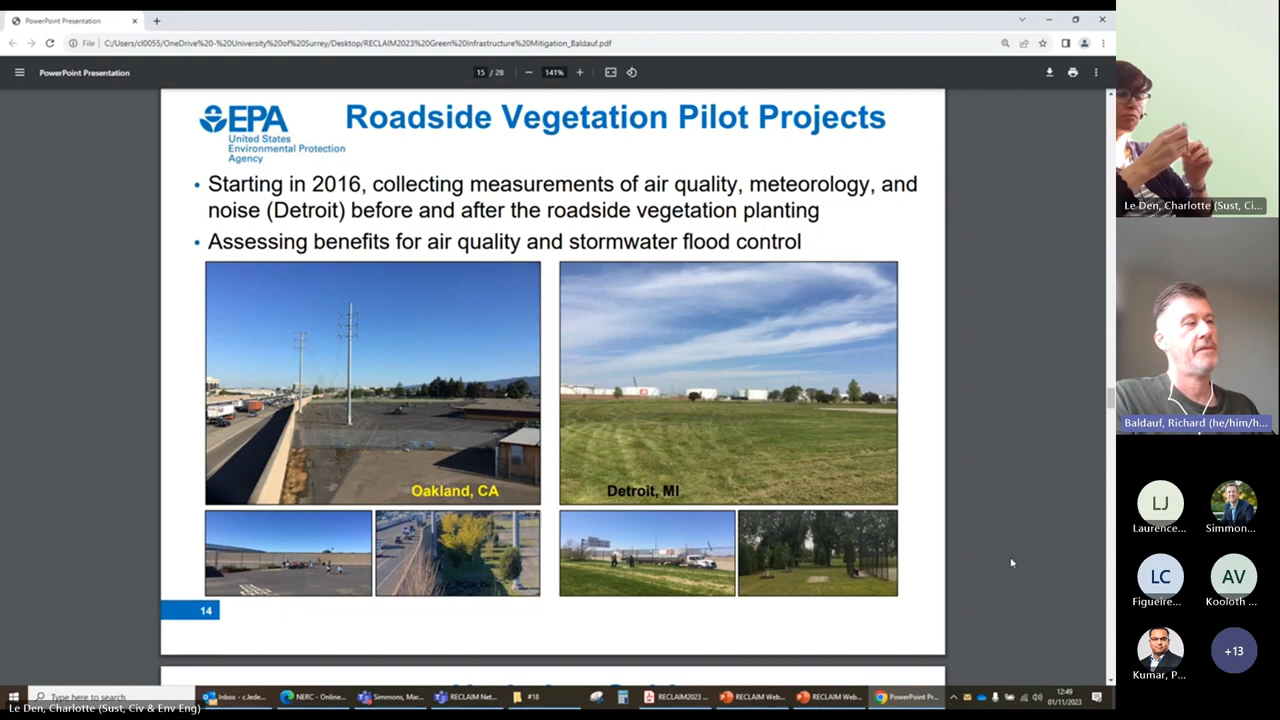 PowerPoint Presentation
File
C:/Users/cl0055/OneDrive%20-%20University%20of%20Surrey/Desktop/RECLAIM2023%20Green%20Infrastructure%20Mitigation_Baldauf.pdf
PowerPoint Presentation
15 / 28
141%
EPA
United States
Environmental Protection
Agency
Roadside Vegetation Pilot Projects
• Starting in 2016, collecting measurements of air quality, meteorology, and
noise (Detroit) before and after the roadside vegetation planting
• Assessing benefits for air quality and stormwater flood control
Oakland, CA
Detroit, MI
14
Le Den, Charlotte (Sust, Ci...
Baldauf, Richard (he/him/h...
LJ
Laurence...
Simmon...
LC
Figueire...
AV
Kooloth ...
Kumar, P...
+13
Type here to search
Inbox - c.lede...
NERC - Online...
Simmons, Mar...
RECLAIM Net...
#18
RECLAIM2023 ...
RECLAIM Web...
RECLAIM Web...
PowerPoint Pr...
12:49
01/11/2023
Le Den, Charlotte (Sust, Civ & Env Eng)